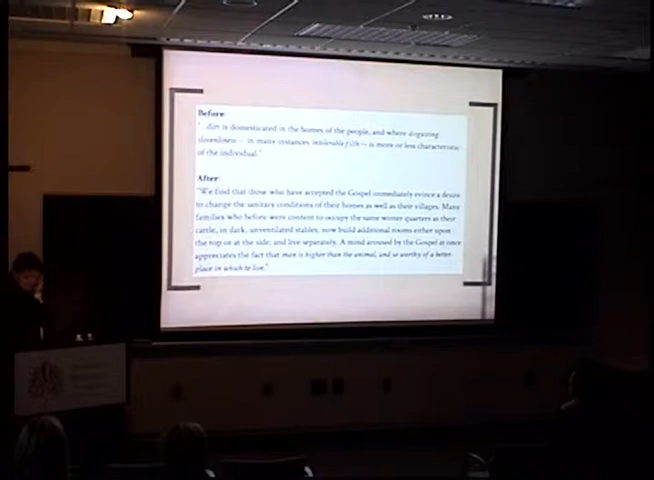 Before:
"...dirt is domesticated in the homes of the people, and where disgusting
slovenliness – in many instances intolerable filth – is more or less characteristic
of the individual."
After:
"We find that those who have accepted the Gospel immediately evince a desire
to change the sanitary conditions of their homes as well as their villages. Many
families who before were content to occupy the same winter quarters as their
cattle, in dark, unventilated stables, now build additional rooms either upon
the top or at the side, and live separately. A mind aroused by the Gospel at once
appreciates the fact that man is higher than the animal, and so worthy of a better
place in which to live."